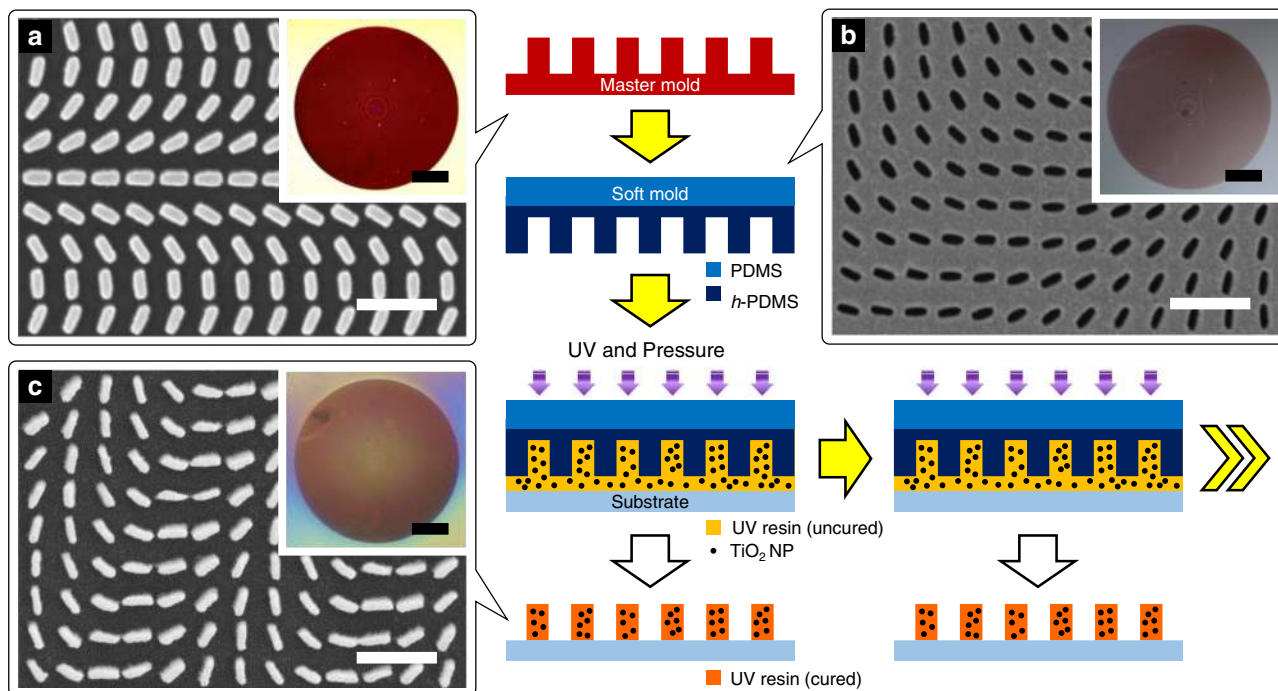 a
b
Master mold
Soft mold
PDMS
h-PDMS
UV and Pressure
c
Substrate
UV resin (uncured)
TiO2 NP
UV resin (cured)